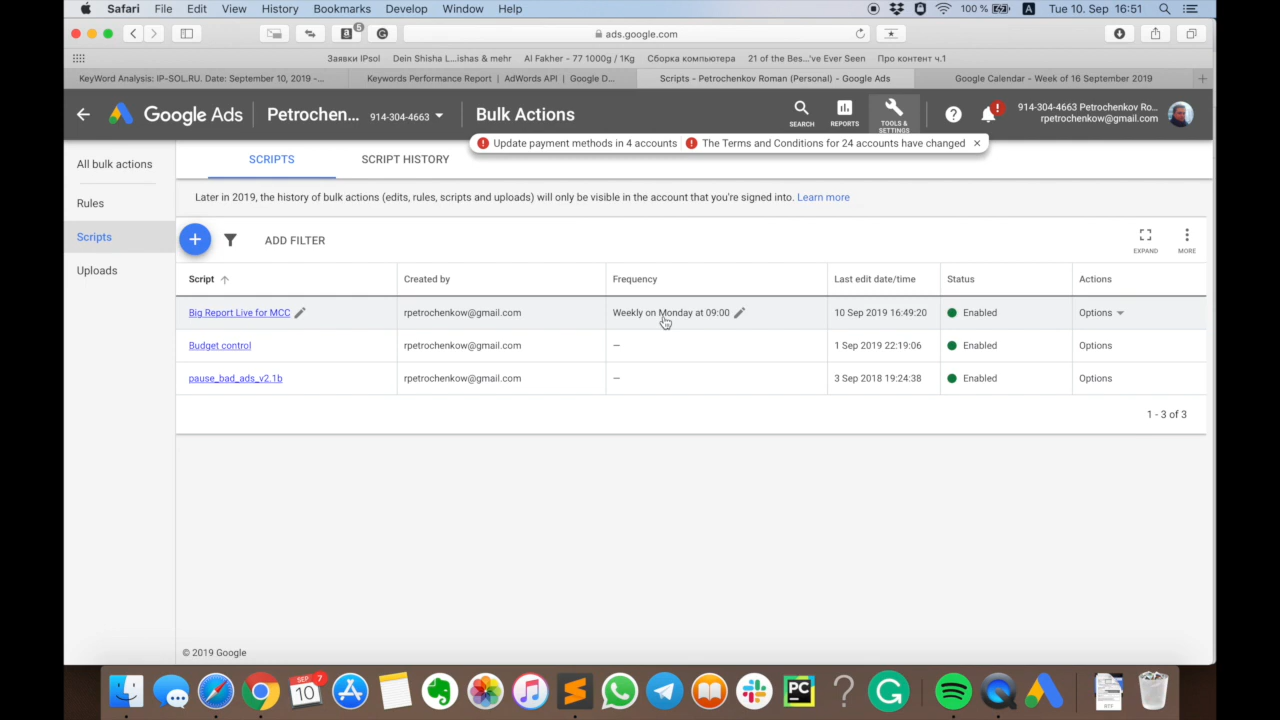 Safari File Edit View History Bookmarks Develop Window Help 100 % A Tue 10. Sep 16:51
ads.google.com
Заявки IPsol Dein Shisha L...ishas & mehr Al Fakher - 77 1000g / 1Kg Сборка компьютера 21 of the Bes...'ve Ever Seen Про контент ч.1
KeyWord Analysis: IP-SOL.RU. Date: September 10, 2019 -... Keywords Performance Report | AdWords API | Google D... Scripts - Petrochenkov Roman (Personal) - Google Ads Google Calendar - Week of 16 September 2019
Google Ads Petrochen... 914-304-4663 Bulk Actions SEARCH REPORTS TOOLS & SETTINGS 914-304-4663 Petrochenkov Ro...
rpetrochenkow@gmail.com
Update payment methods in 4 accounts The Terms and Conditions for 24 accounts have changed
All bulk actions
Rules
Scripts
Uploads
SCRIPTS SCRIPT HISTORY
Later in 2019, the history of bulk actions (edits, rules, scripts and uploads) will only be visible in the account that you're signed into. Learn more
ADD FILTER EXPAND MORE
Script Created by Frequency Last edit date/time Status Actions
Big Report Live for MCC rpetrochenkow@gmail.com Weekly on Monday at 09:00 10 Sep 2019 16:49:20 Enabled Options
Budget control rpetrochenkow@gmail.com — 1 Sep 2019 22:19:06 Enabled Options
pause_bad_ads_v2.1b rpetrochenkow@gmail.com — 3 Sep 2018 19:24:38 Enabled Options
1 - 3 of 3
© 2019 Google
SEP 7
10
PC